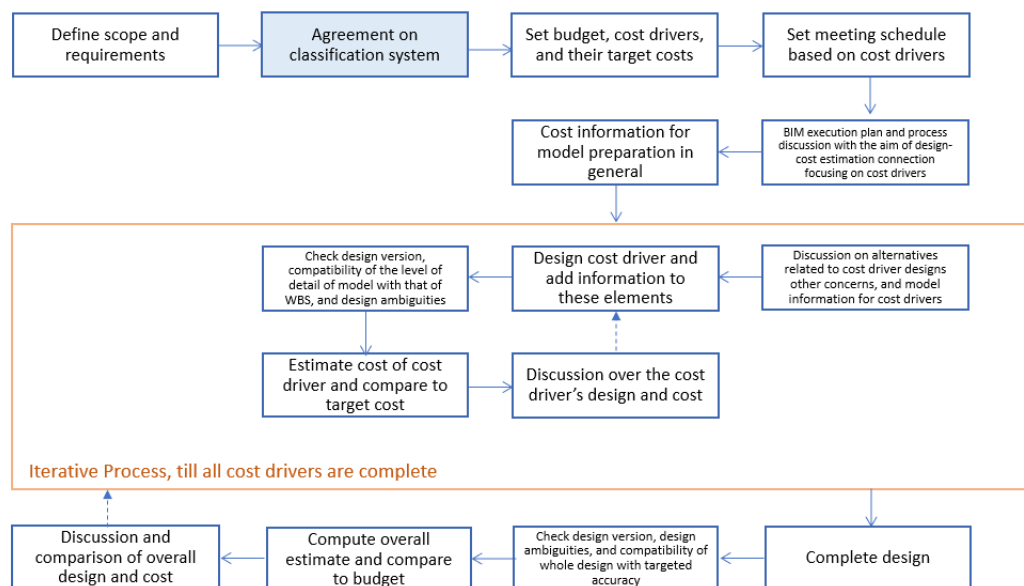 Define scope and
requirements
Agreement on
classification system
Set budget, cost drivers,
and their target costs
Set meeting schedule
based on cost drivers
BIM execution plan and process
discussion with the aim of design-
cost estimation connection
focusing on cost drivers
Cost information for
model preparation in
general
Discussion on alternatives
related to cost driver designs
other concerns, and model
information for cost drivers
Design cost driver and
add information to
these elements
Check design version,
compatibility of the level of
detail of model with that of
WBS, and design ambiguities
Estimate cost of cost
driver and compare to
target cost
Discussion over the cost
driver’s design and cost
Iterative Process, till all cost drivers are complete
Complete design
Check design version, design
ambiguities, and compatibility of
whole design with targeted
accuracy
Compute overall
estimate and compare
to budget
Discussion and
comparison of overall
design and cost